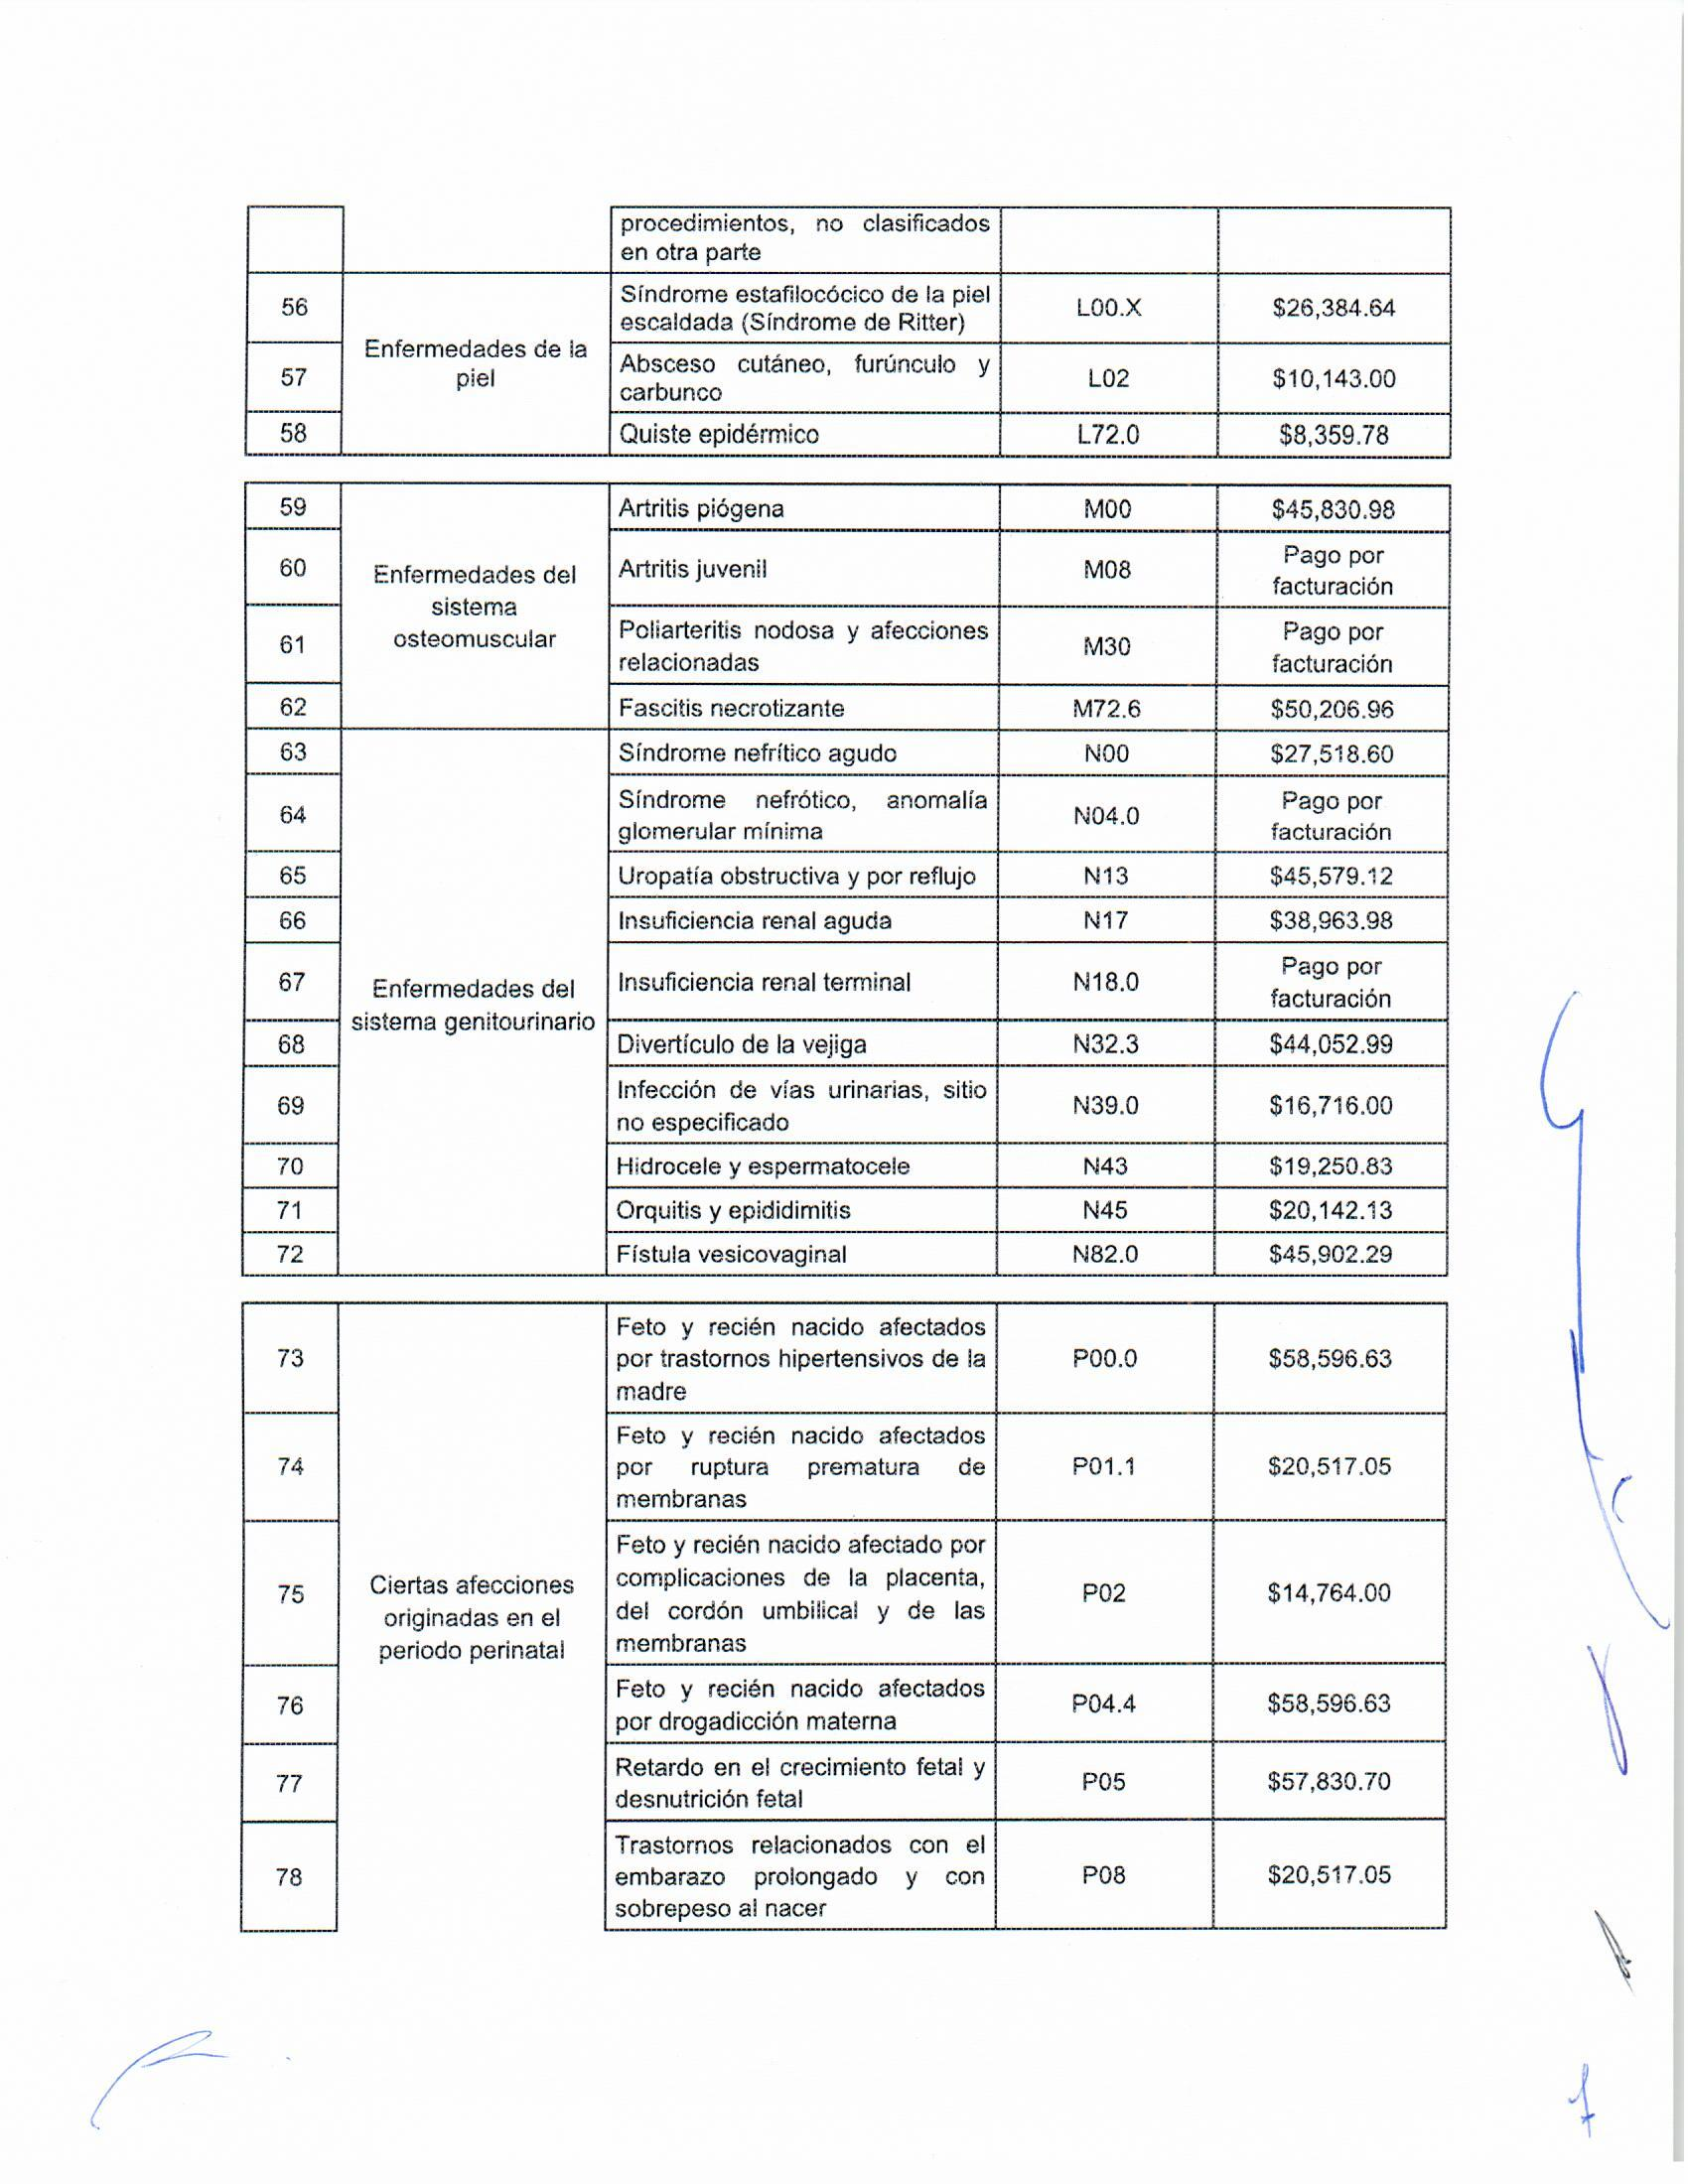 procedimientos, no clasificados
en otra parte
56
Enfermedades de la
piel
Síndrome estafilocócico de la piel
escaldada (Síndrome de Ritter)
L00.X
$26,384.64
57
Absceso cutáneo, furúnculo y
carbunco
L02
$10,143.00
58
Quiste epidérmico
L72.0
$8,359.78
59
Enfermedades del
sistema
osteomuscular
Artritis piógena
M00
$45,830.98
60
Artritis juvenil
M08
Pago por
facturación
61
Poliarteritis nodosa y afecciones
relacionadas
M30
Pago por
facturación
62
Fascitis necrotizante
M72.6
$50,206.96
63
Enfermedades del
sistema genitourinario
Síndrome nefrítico agudo
N00
$27,518.60
64
Síndrome nefrótico, anomalía
glomerular mínima
N04.0
Pago por
facturación
65
Uropatía obstructiva y por reflujo
N13
$45,579.12
66
Insuficiencia renal aguda
N17
$38,963.98
67
Insuficiencia renal terminal
N18.0
Pago por
facturación
68
Divertículo de la vejiga
N32.3
$44,052.99
69
Infección de vías urinarias, sitio
no especificado
N39.0
$16,716.00
70
Hidrocele y espermatocele
N43
$19,250.83
71
Orquitis y epididimitis
N45
$20,142.13
72
Fístula vesicovaginal
N82.0
$45,902.29
73
Ciertas afecciones
originadas en el
periodo perinatal
Feto y recién nacido afectados
por trastornos hipertensivos de la
madre
P00.0
$58,596.63
74
Feto y recién nacido afectados
por ruptura prematura de
membranas
P01.1
$20,517.05
75
Feto y recién nacido afectado por
complicaciones de la placenta,
del cordón umbilical y de las
membranas
P02
$14,764.00
76
Feto y recién nacido afectados
por drogadicción materna
P04.4
$58,596.63
77
Retardo en el crecimiento fetal y
desnutrición fetal
P05
$57,830.70
78
Trastornos relacionados con el
embarazo prolongado y con
sobrepeso al nacer
P08
$20,517.05